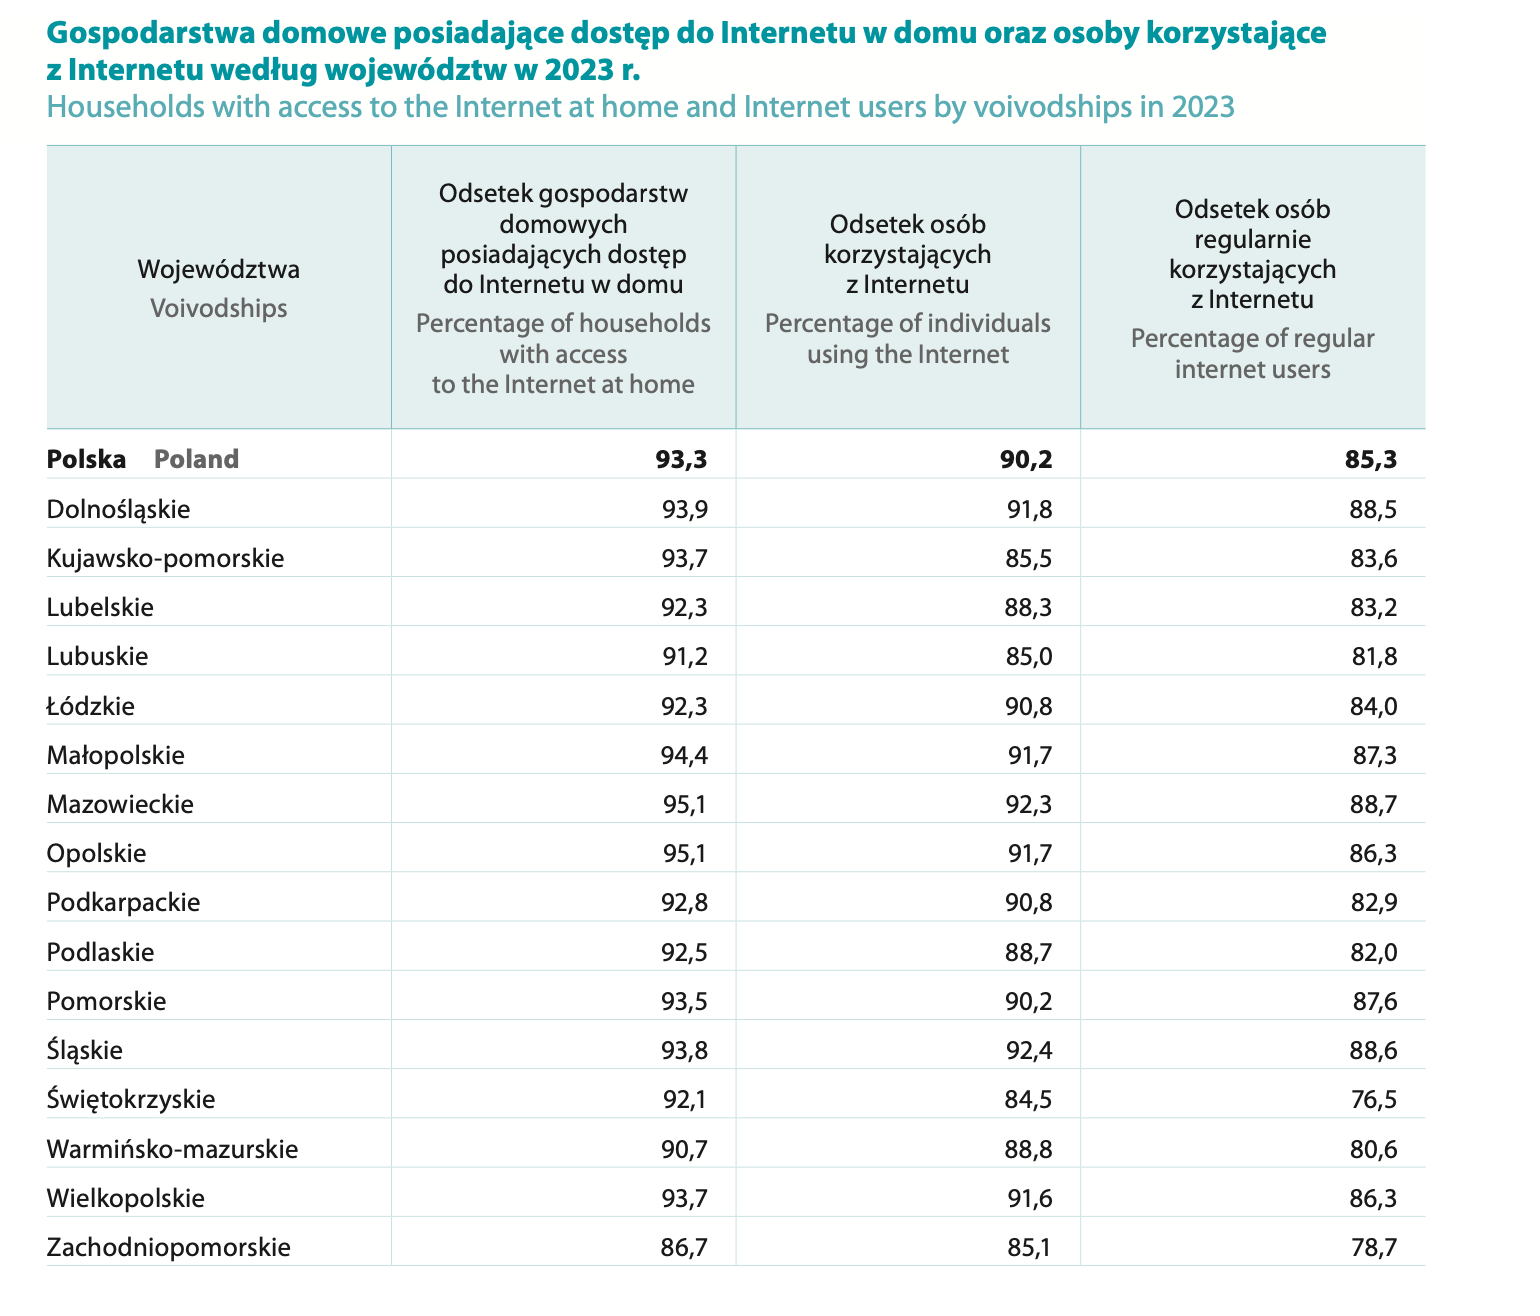 Gospodarstwa domowe posiadające dostęp do Internetu w domu oraz osoby korzystające
z Internetu według województw w 2023 r.
Households with access to the Internet at home and Internet users by voivodships in 2023
Województwa
Voivodships
Odsetek gospodarstw
domowych
posiadających dostęp
do Internetu w domu
Percentage of households
with access
to the Internet at home
Odsetek osób
korzystających
z Internetu
Percentage of individuals
using the Internet
Odsetek osób
regularnie
korzystających
z Internetu
Percentage of regular
internet users
Polska Poland 93,3 90,2 85,3
Dolnośląskie 93,9 91,8 88,5
Kujawsko-pomorskie 93,7 85,5 83,6
Lubelskie 92,3 88,3 83,2
Lubuskie 91,2 85,0 81,8
Łódzkie 92,3 90,8 84,0
Małopolskie 94,4 91,7 87,3
Mazowieckie 95,1 92,3 88,7
Opolskie 95,1 91,7 86,3
Podkarpackie 92,8 90,8 82,9
Podlaskie 92,5 88,7 82,0
Pomorskie 93,5 90,2 87,6
Śląskie 93,8 92,4 88,6
Świętokrzyskie 92,1 84,5 76,5
Warmińsko-mazurskie 90,7 88,8 80,6
Wielkopolskie 93,7 91,6 86,3
Zachodniopomorskie 86,7 85,1 78,7